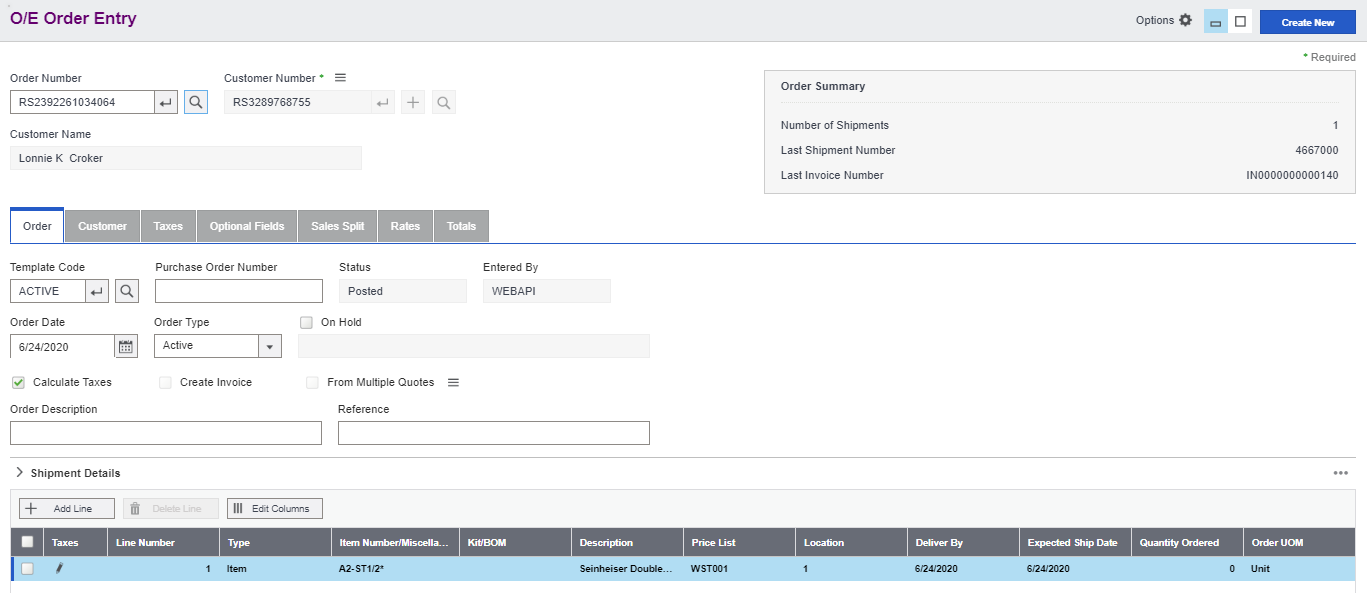 O/E Order Entry
Options
Create New
* Required
Order Number
Customer Number *
RS2392261034064
RS3289768755
Customer Name
Lonnie K Croker
Order Summary
Number of Shipments 1
Last Shipment Number 4667000
Last Invoice Number IN0000000000140
Order Customer Taxes Optional Fields Sales Split Rates Totals
Template Code Purchase Order Number Status Entered By
ACTIVE Posted WEBAPI
Order Date Order Type On Hold
6/24/2020 Active
Calculate Taxes Create Invoice From Multiple Quotes
Order Description Reference
Shipment Details
Add Line Delete Line Edit Columns
Taxes Line Number Type Item Number/Miscella... Kit/BOM Description Price List Location Deliver By Expected Ship Date Quantity Ordered Order UOM
1 Item A2-ST1/2* Seinheiser Double... WST001 1 6/24/2020 6/24/2020 0 Unit